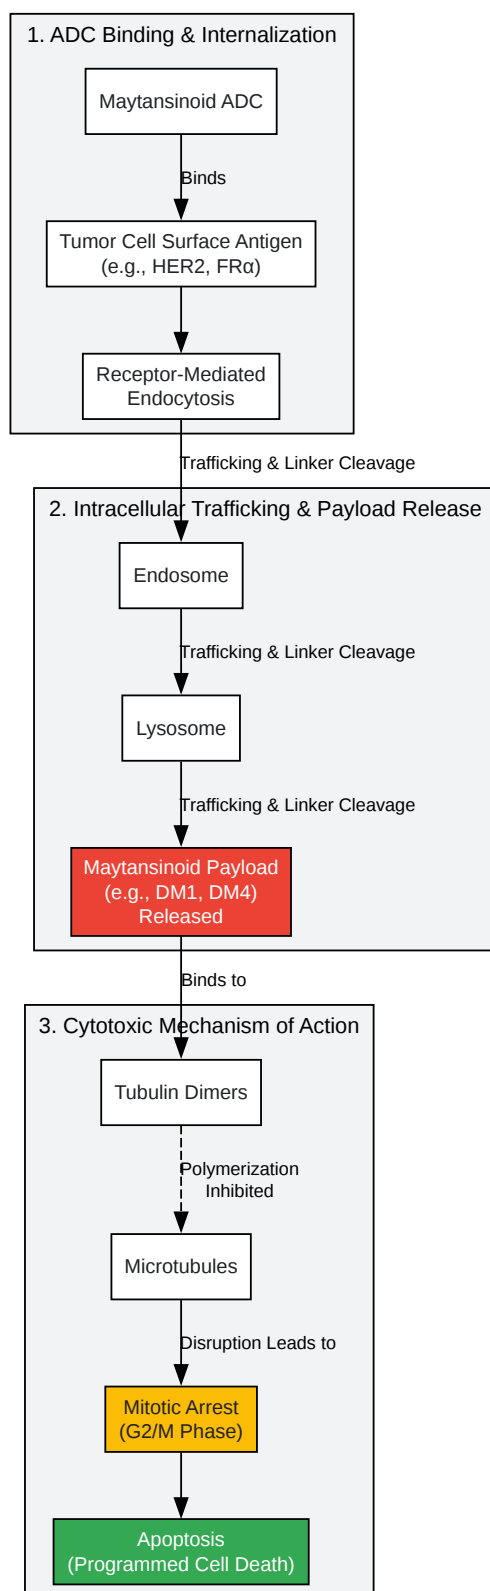 1. ADC Binding & Internalization
Maytansinoid ADC
Binds
Tumor Cell Surface Antigen
(e.g., HER2, FRα)
Receptor-Mediated
Endocytosis
Trafficking & Linker Cleavage
2. Intracellular Trafficking & Payload Release
Endosome
Trafficking & Linker Cleavage
Lysosome
Trafficking & Linker Cleavage
Maytansinoid Payload
(e.g., DM1, DM4)
Released
Binds to
3. Cytotoxic Mechanism of Action
Tubulin Dimers
Polymerization
Inhibited
Microtubules
Disruption Leads to
Mitotic Arrest
(G2/M Phase)
Apoptosis
(Programmed Cell Death)